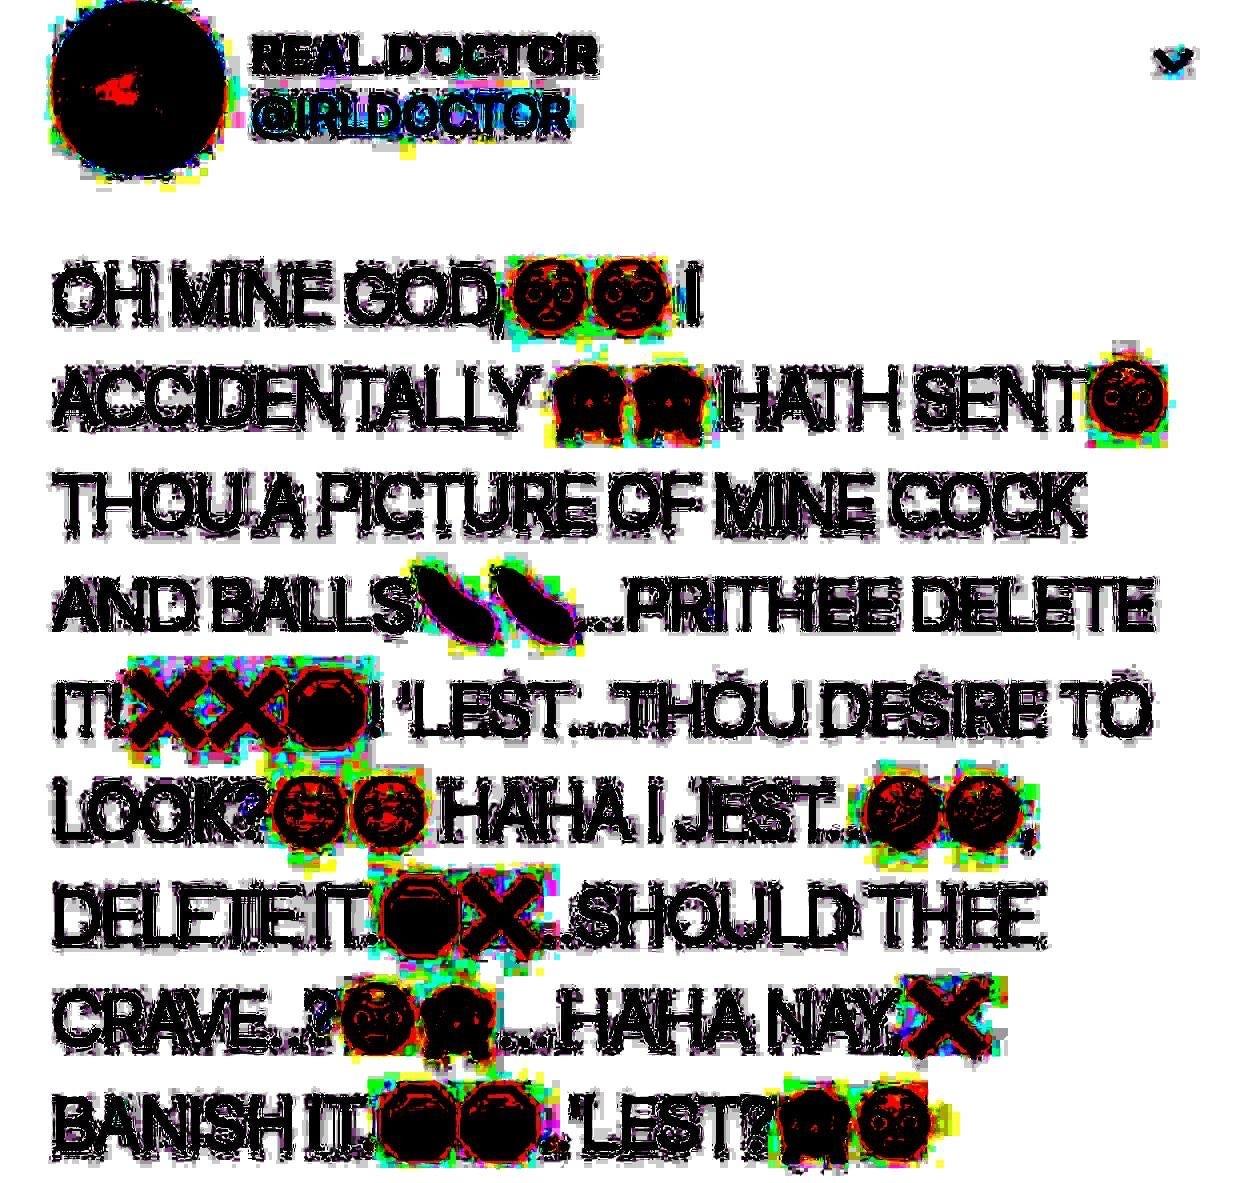 REAL.DOCTOR
@IRLDOCTOR
OH MINE GOD, I
ACCIDENTALLY HATH SENT
THOU A PICTURE OF MINE COCK
AND BALLS ...PRITHEE DELETE
IT! ! 'LEST....THOU DESIRE TO
LOOK? HAHA I JEST... ,
DELETE IT. ..SHOULD THEE
CRAVE..? ....HAHA NAY,
BANISH IT. . 'LEST?